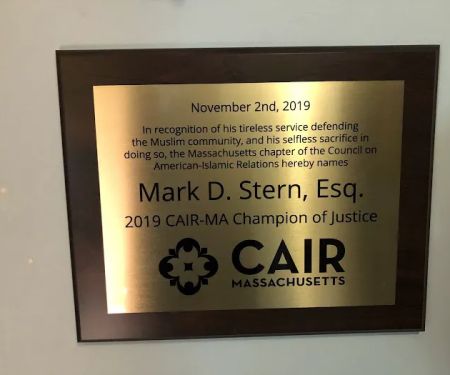 November 2nd, 2019
In recognition of his tireless service defending
the Muslim community, and his selfless sacrifice in
doing so, the Massachusetts chapter of the Council on
American-Islamic Relations hereby names
Mark D. Stern, Esq.
2019 CAIR-MA Champion of Justice
CAIR
MASSACHUSETTS